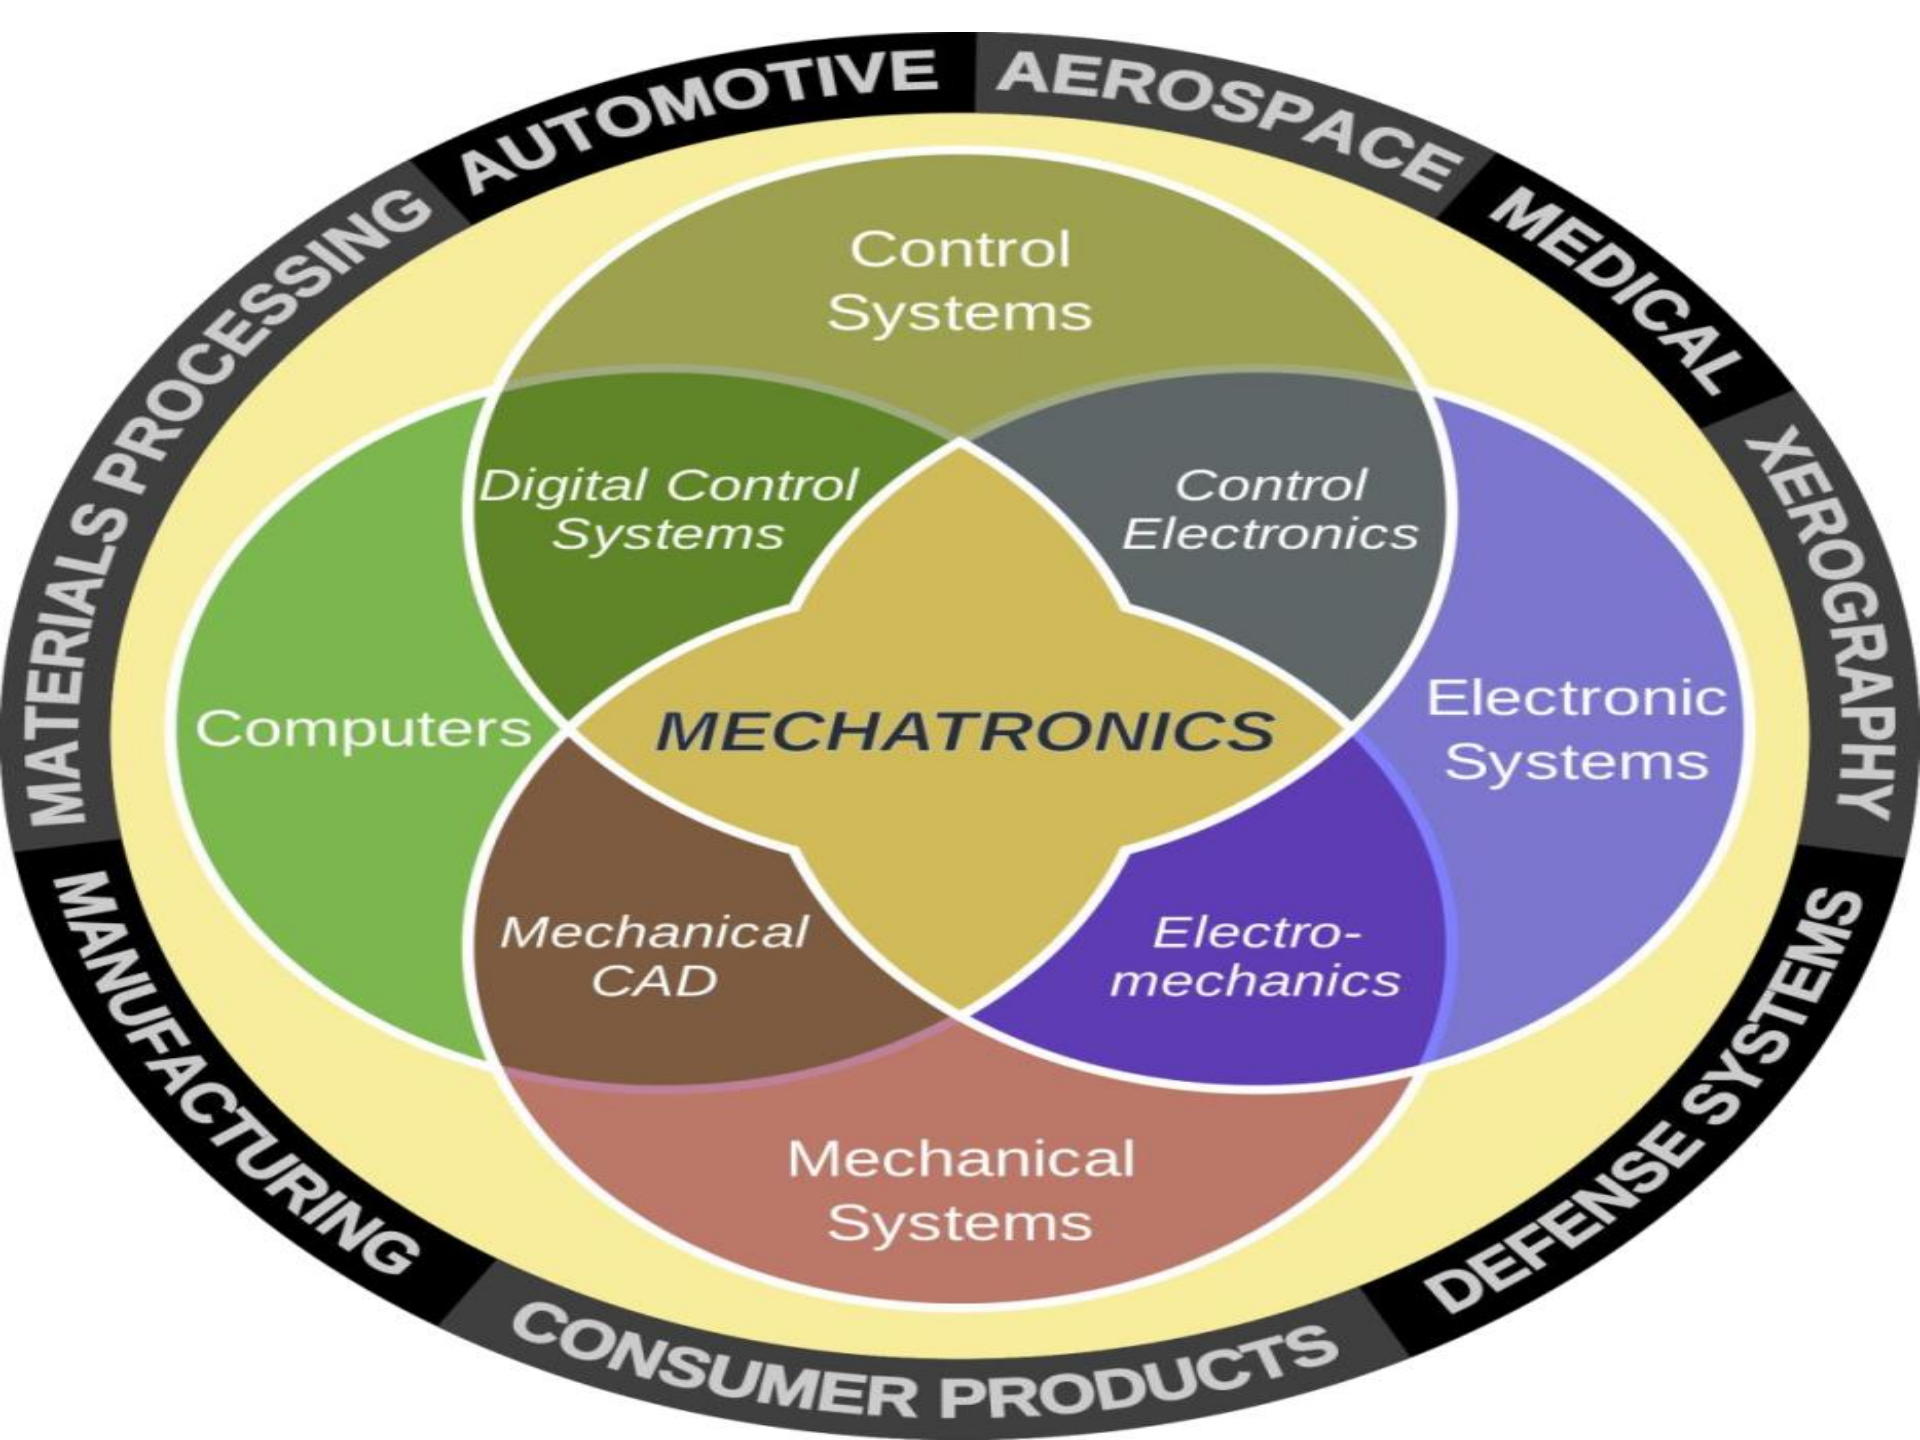 AUTOMOTIVE
AEROSPACE
MEDICAL
XEROGRAPHY
DEFENSE SYSTEMS
CONSUMER PRODUCTS
MANUFACTURING
MATERIALS PROCESSING
Control
Systems
Digital Control
Systems
Control
Electronics
Computers
MECHATRONICS
Electronic
Systems
Mechanical
CAD
Electro-
mechanics
Mechanical
Systems